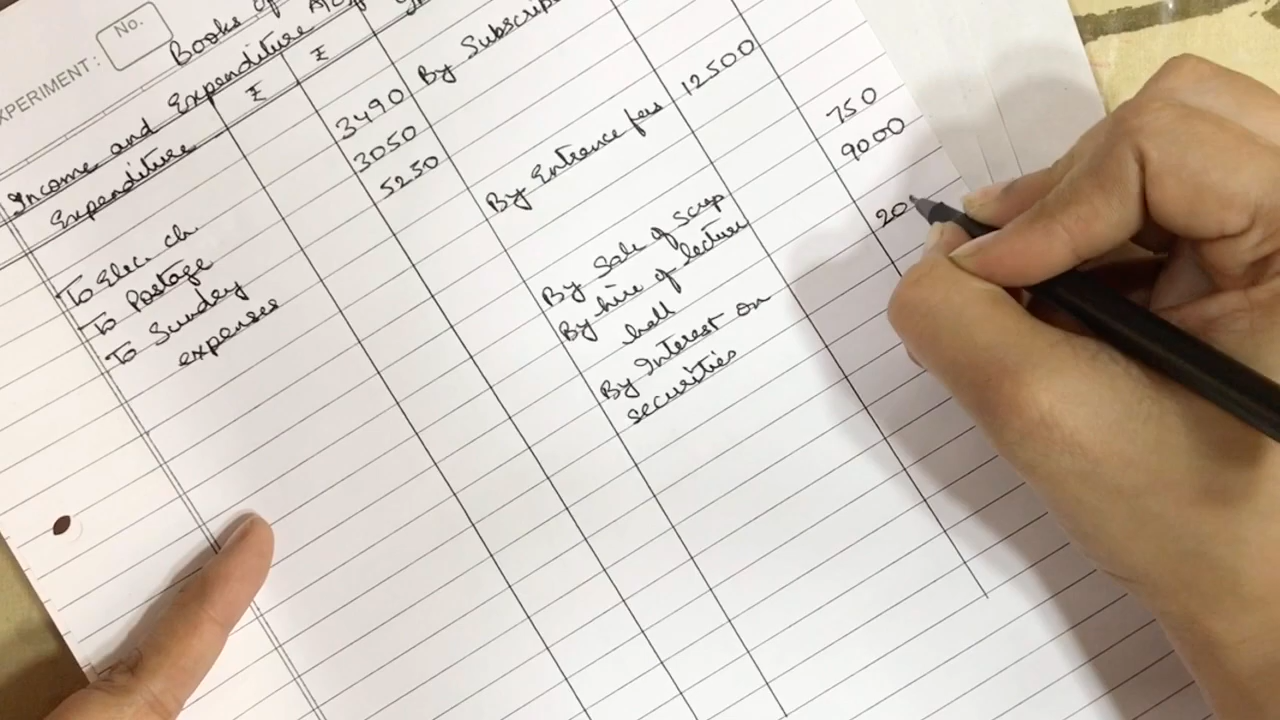 No.
EXPERIMENT:
Books of
Income and Expenditure A/c
Expenditure ₹ ₹
To Elec. ch. 3490
To Postage 3050
To Sundry 5250
expenses
By
By Entrance fees 12500
By Sale of Scrap 750
By hire of lecture 9000
hall
By Interest on 20
securities